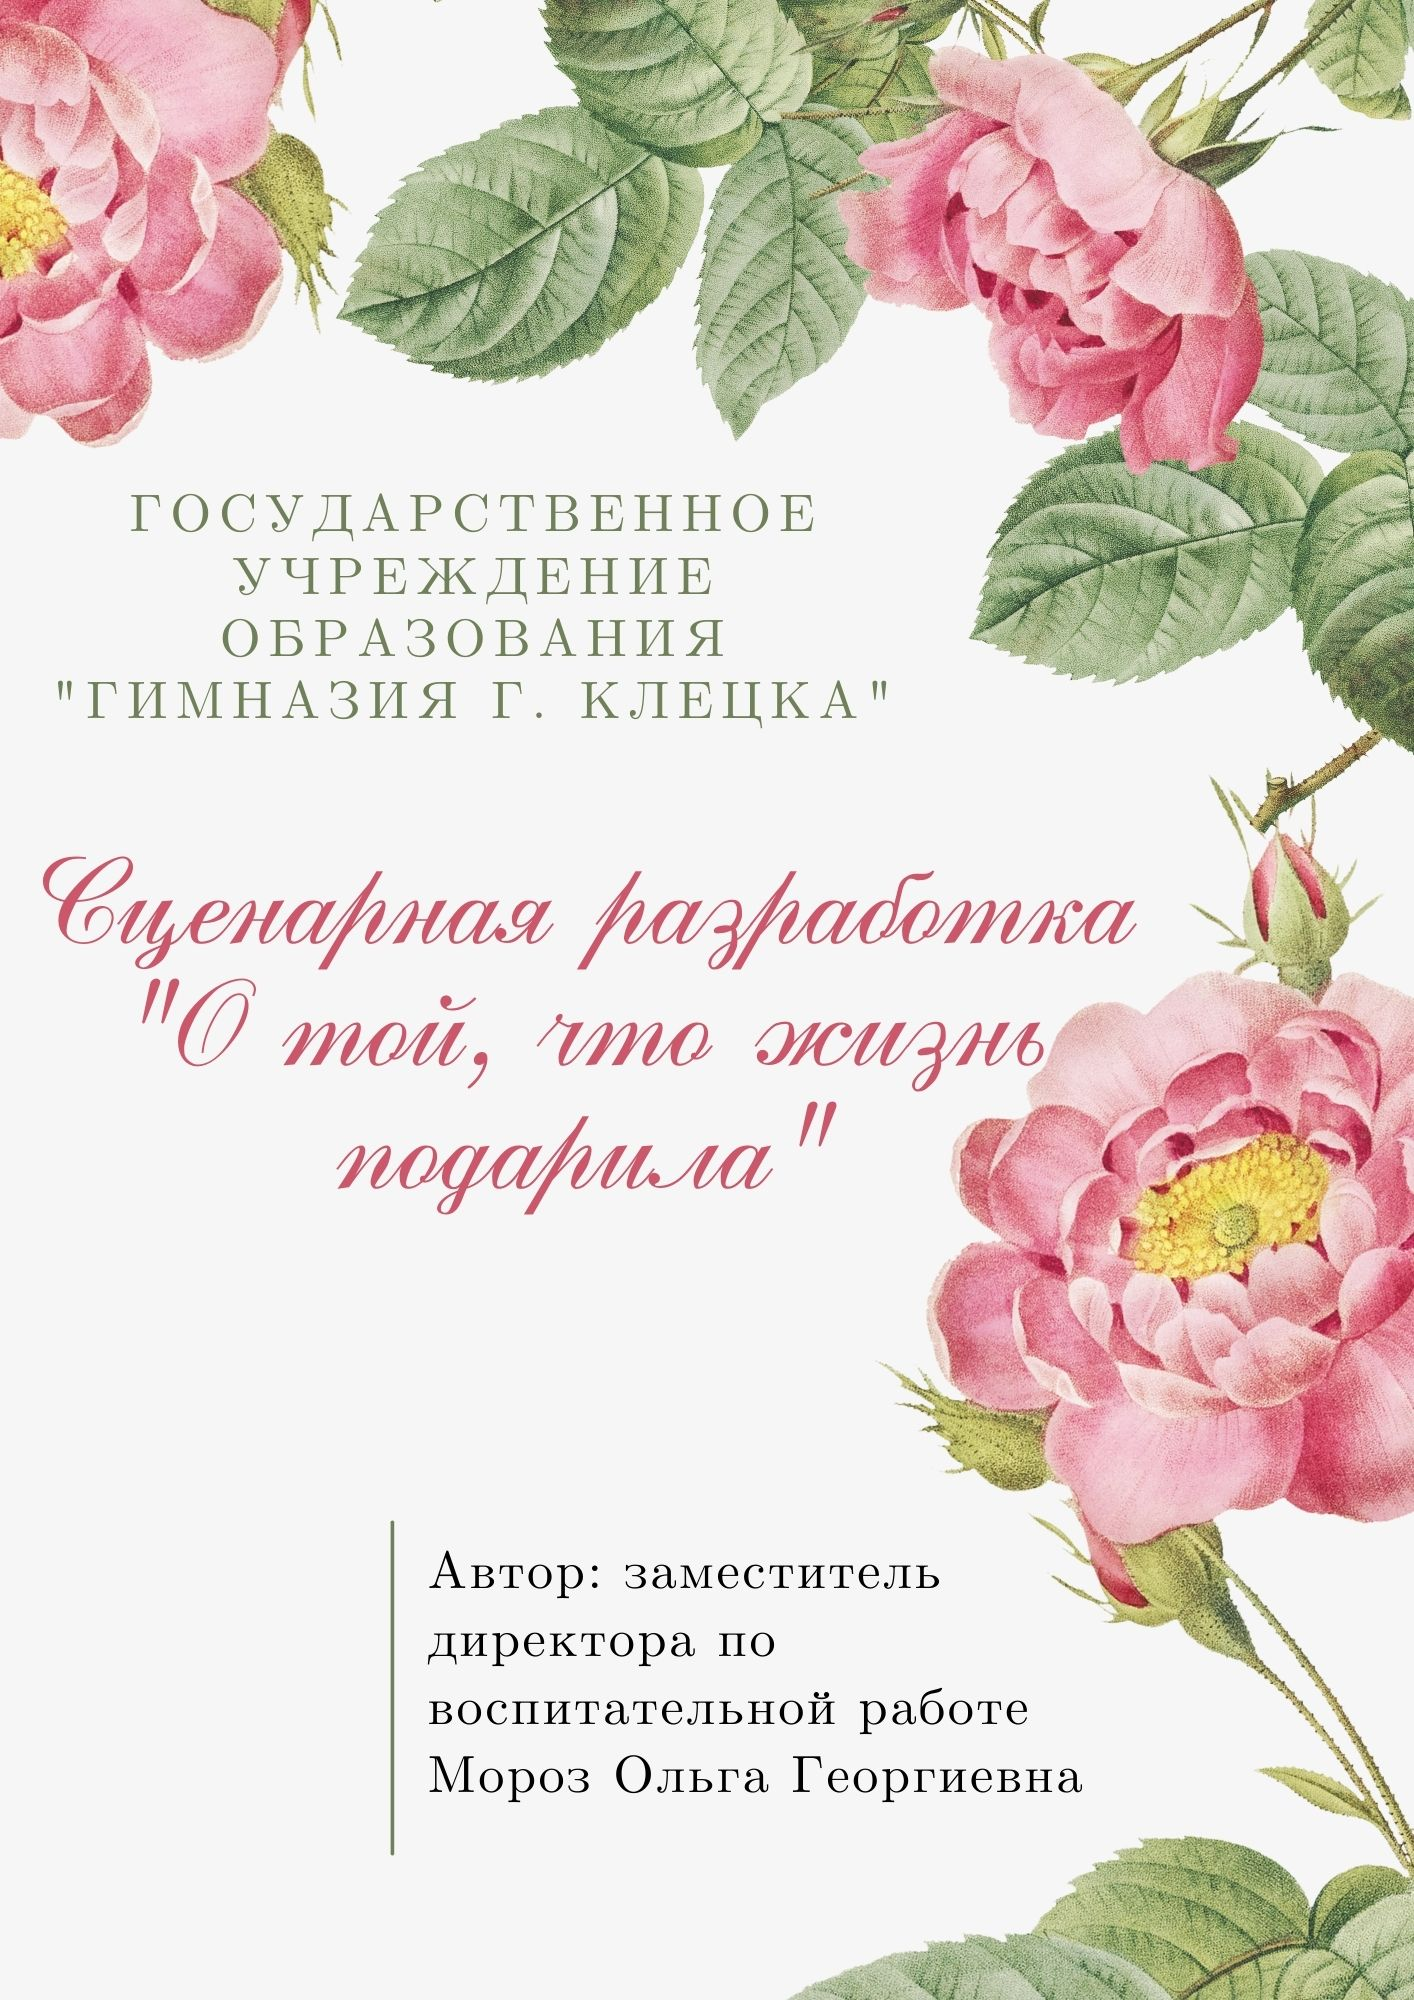 ГОСУДАРСТВЕННОЕ
УЧРЕЖДЕНИЕ
ОБРАЗОВАНИЯ
"ГИМНАЗИЯ Г. КЛЕЦКА"
Сценарная разработка
"О той, что жизнь
подарила"
Автор: заместитель
директора по
воспитательной работе
Мороз Ольга Георгиевна